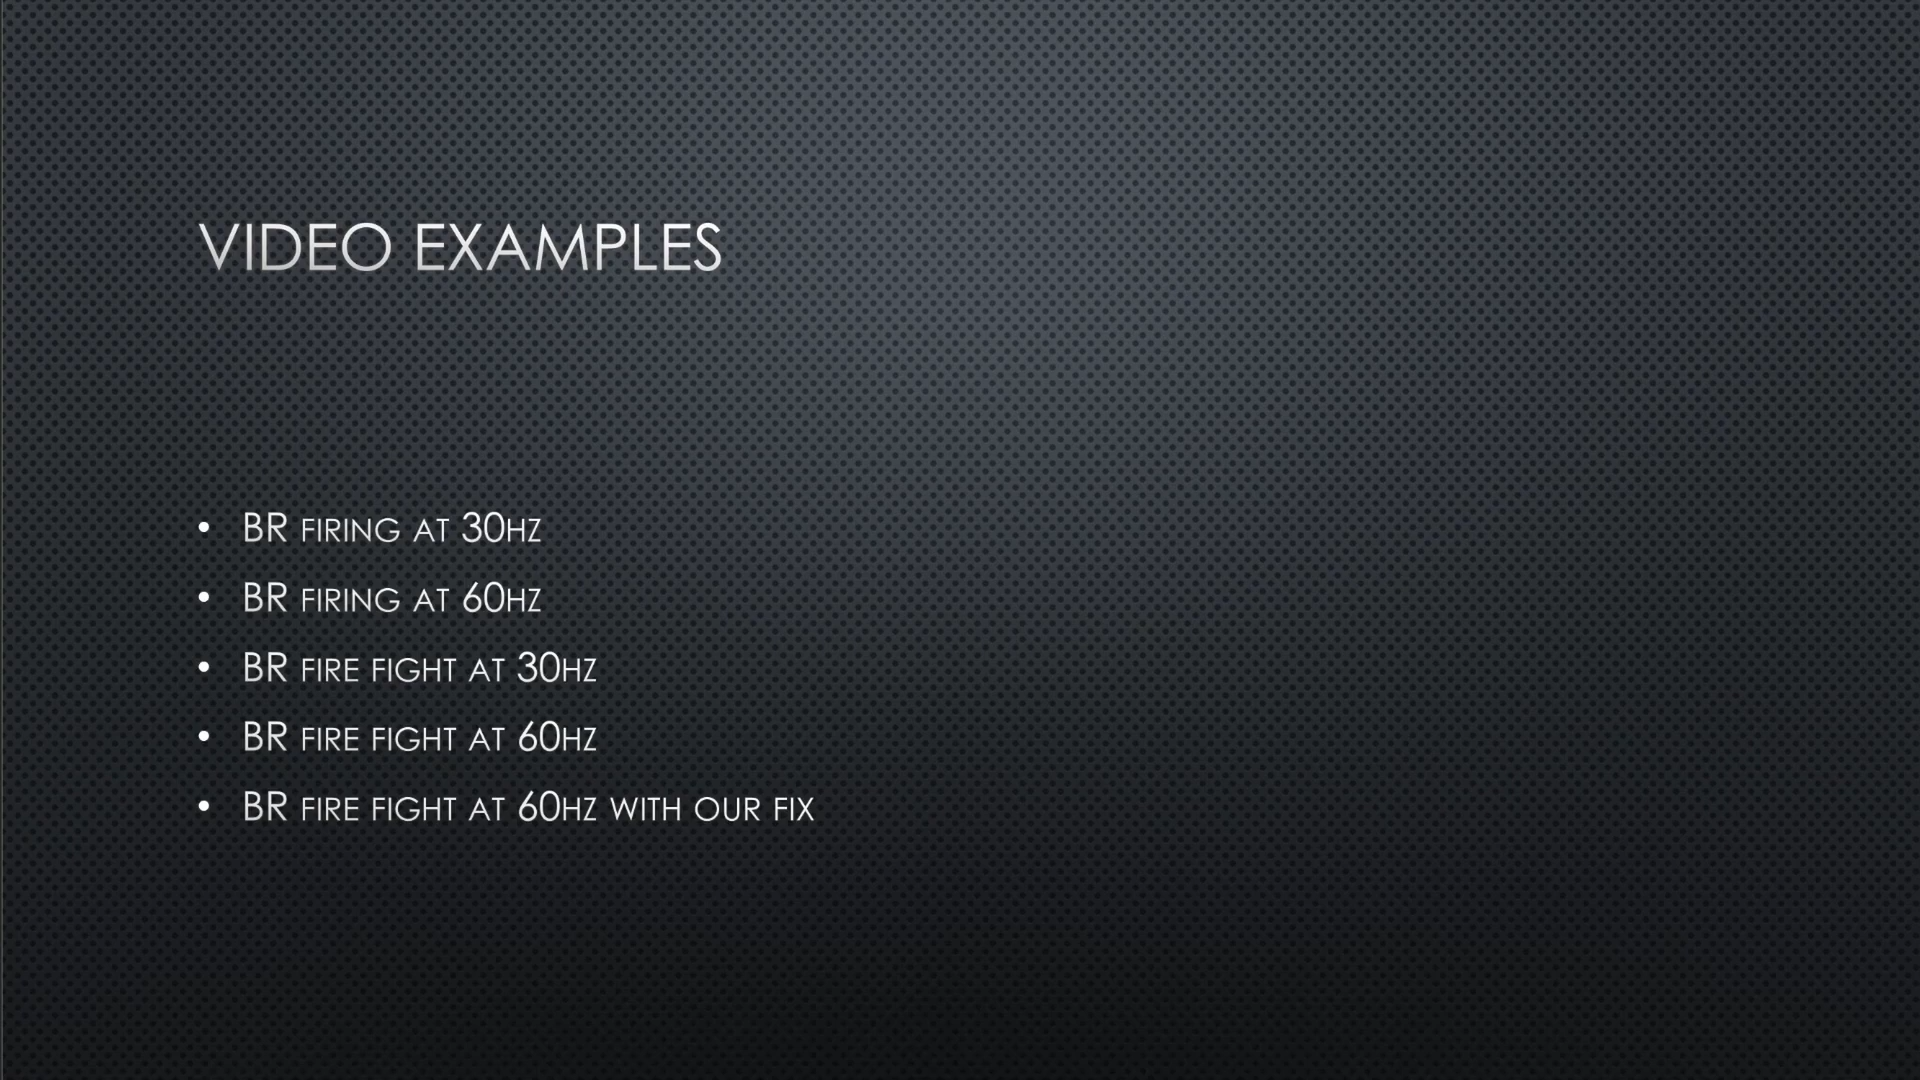 VIDEO EXAMPLES
• BR FIRING AT 30HZ
• BR FIRING AT 60HZ
• BR FIRE FIGHT AT 30HZ
• BR FIRE FIGHT AT 60HZ
• BR FIRE FIGHT AT 60HZ WITH OUR FIX